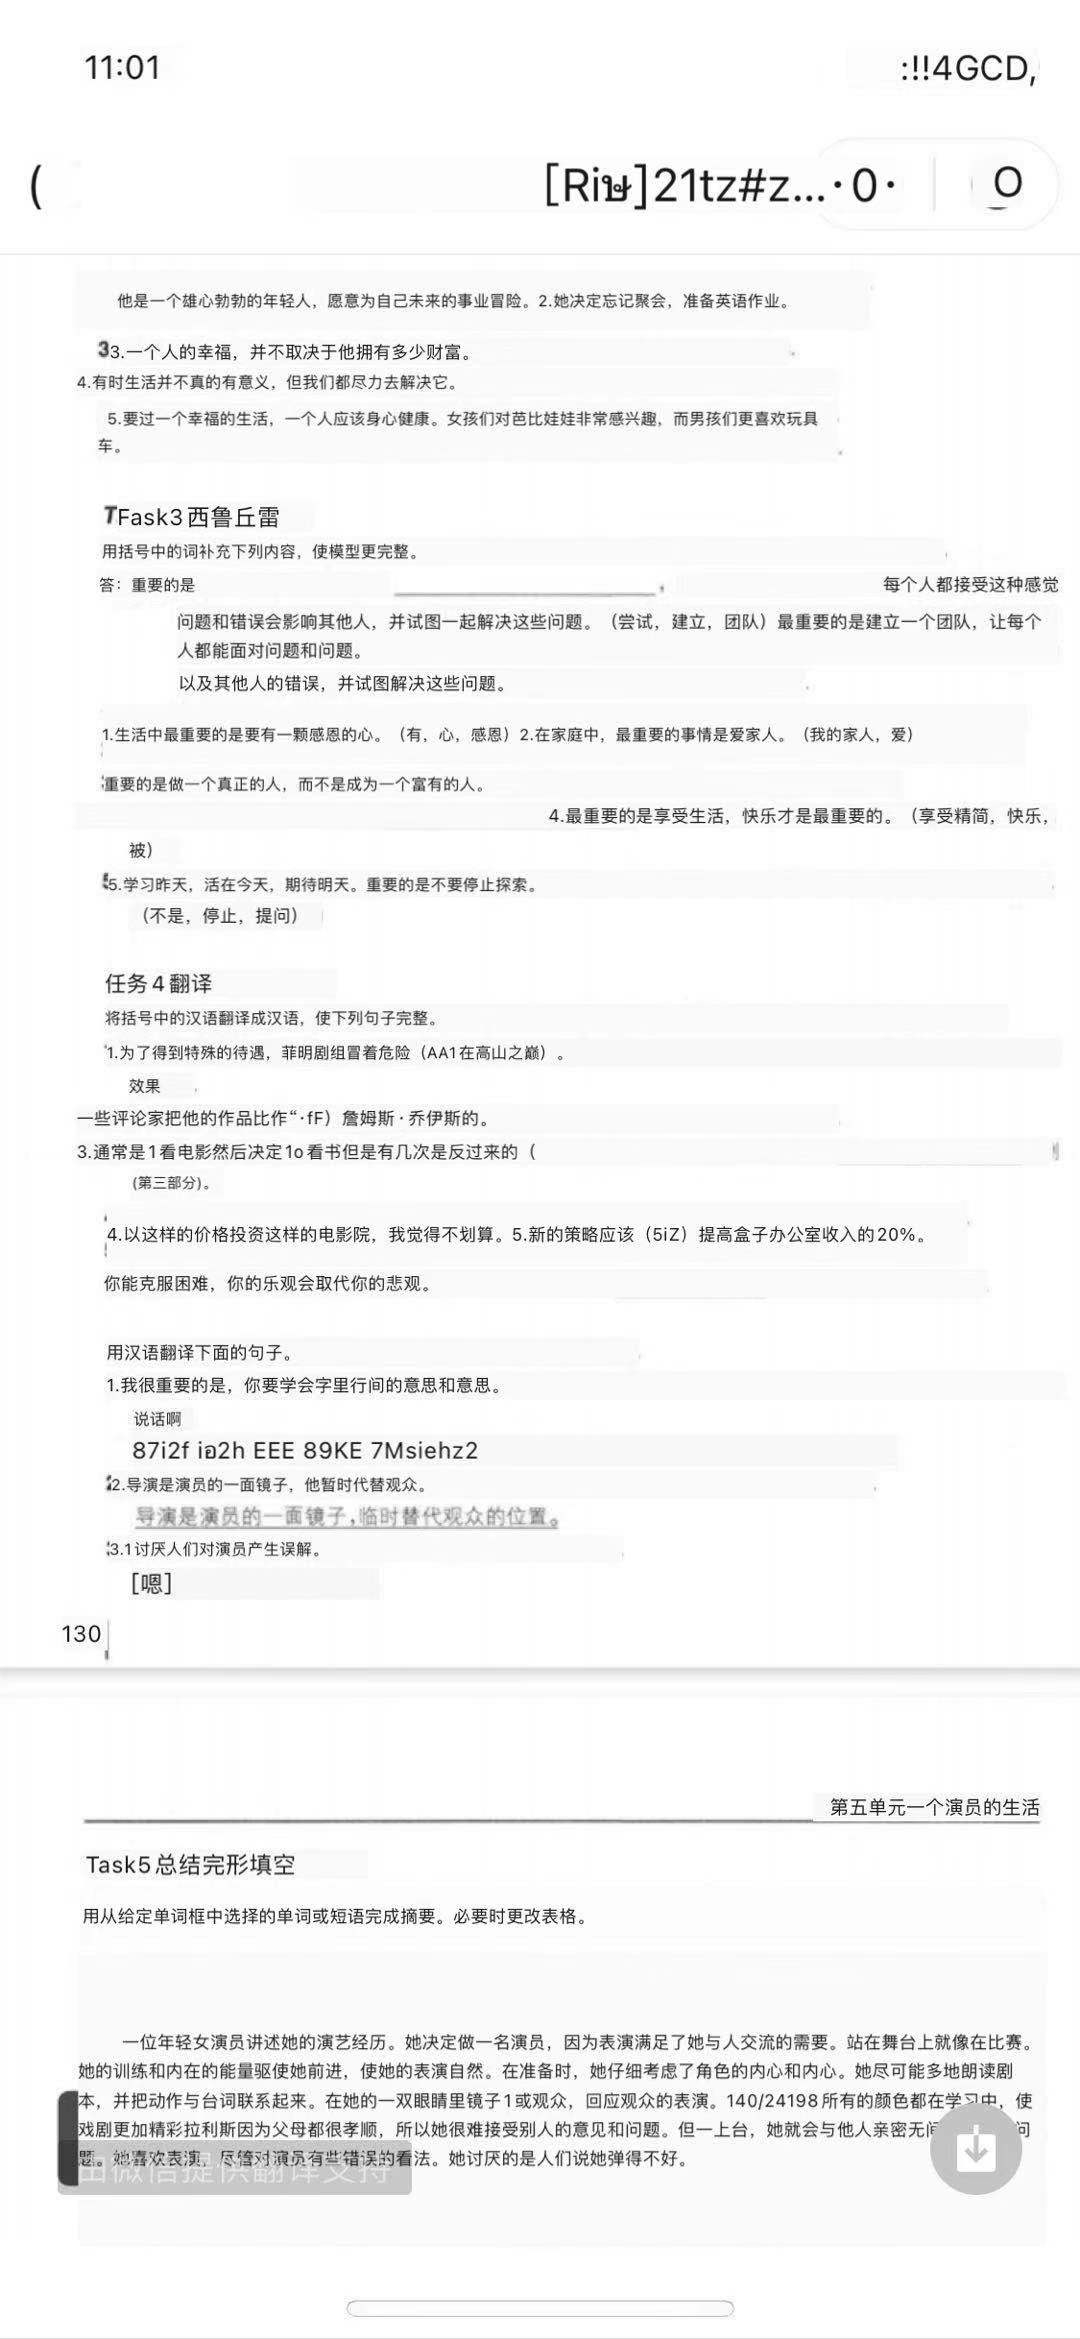 11:01
:!!4GCD,
[Riʬ]21tz#z...·0· O
他是一个雄心勃勃的年轻人，愿意为自己未来的事业冒险。2.她决定忘记聚会，准备英语作业。
33.一个人的幸福，并不取决于他拥有多少财富。
4.有时生活并不真的有意义，但我们都尽力去解决它。
5.要过一个幸福的生活，一个人应该身心健康。女孩们对芭比娃娃非常感兴趣，而男孩们更喜欢玩具
车。
TFask3西鲁丘雷
用括号中的词补充下列内容，使模型更完整。
答：重要的是 每个人都接受这种感觉
问题和错误会影响其他人，并试图一起解决这些问题。（尝试，建立，团队）最重要的是建立一个团队，让每个
人都能面对问题和问题。
以及其他人的错误，并试图解决这些问题。
1.生活中最重要的是要有一颗感恩的心。（有，心，感恩）2.在家庭中，最重要的事情是爱家人。（我的家人，爱）
重要的是做一个真正的人，而不是成为一个富有的人。
4.最重要的是享受生活，快乐才是最重要的。（享受精简，快乐，
被）
5.学习昨天，活在今天，期待明天。重要的是不要停止探索。
（不是，停止，提问）
任务4翻译
将括号中的汉语翻译成汉语，使下列句子完整。
1.为了得到特殊的待遇，菲明剧组冒着危险（AA1在高山之巅）。
效果
一些评论家把他的作品比作“·fF）詹姆斯·乔伊斯的。
3.通常是1看电影然后决定1o看书但是有几次是反过来的（
（第三部分）。
4.以这样的价格投资这样的电影院，我觉得不划算。5.新的策略应该（5iZ）提高盒子办公室收入的20%。
你能克服困难，你的乐观会取代你的悲观。
用汉语翻译下面的句子。
1.我很重要的是，你要学会字里行间的意思和意思。
说话啊
87i2f iอ2h EEE 89KE 7Msiehz2
2.导演是演员的一面镜子，他暂时代替观众。
导演是演员的一面镜子,临时替代观众的位置。
3.1讨厌人们对演员产生误解。
[嗯]
130
第五单元一个演员的生活
Task5总结完形填空
用从给定单词框中选择的单词或短语完成摘要。必要时更改表格。
一位年轻女演员讲述她的演艺经历。她决定做一名演员，因为表演满足了她与人交流的需要。站在舞台上就像在比赛。
她的训练和内在的能量驱使她前进，使她的表演自然。在准备时，她仔细考虑了角色的内心和内心。她尽可能多地朗读剧
本，并把动作与台词联系起来。在她的一双眼睛里镜子1或观众，回应观众的表演。140/24198所有的颜色都在学习中，使
戏剧更加精彩拉利斯因为父母都很孝顺，所以她很难接受别人的意见和问题。但一上台，她就会与他人亲密无间 问
题。她喜欢表演，尽管对演员有些错误的看法。她讨厌的是人们说她弹得不好。
由微信提供翻译支持